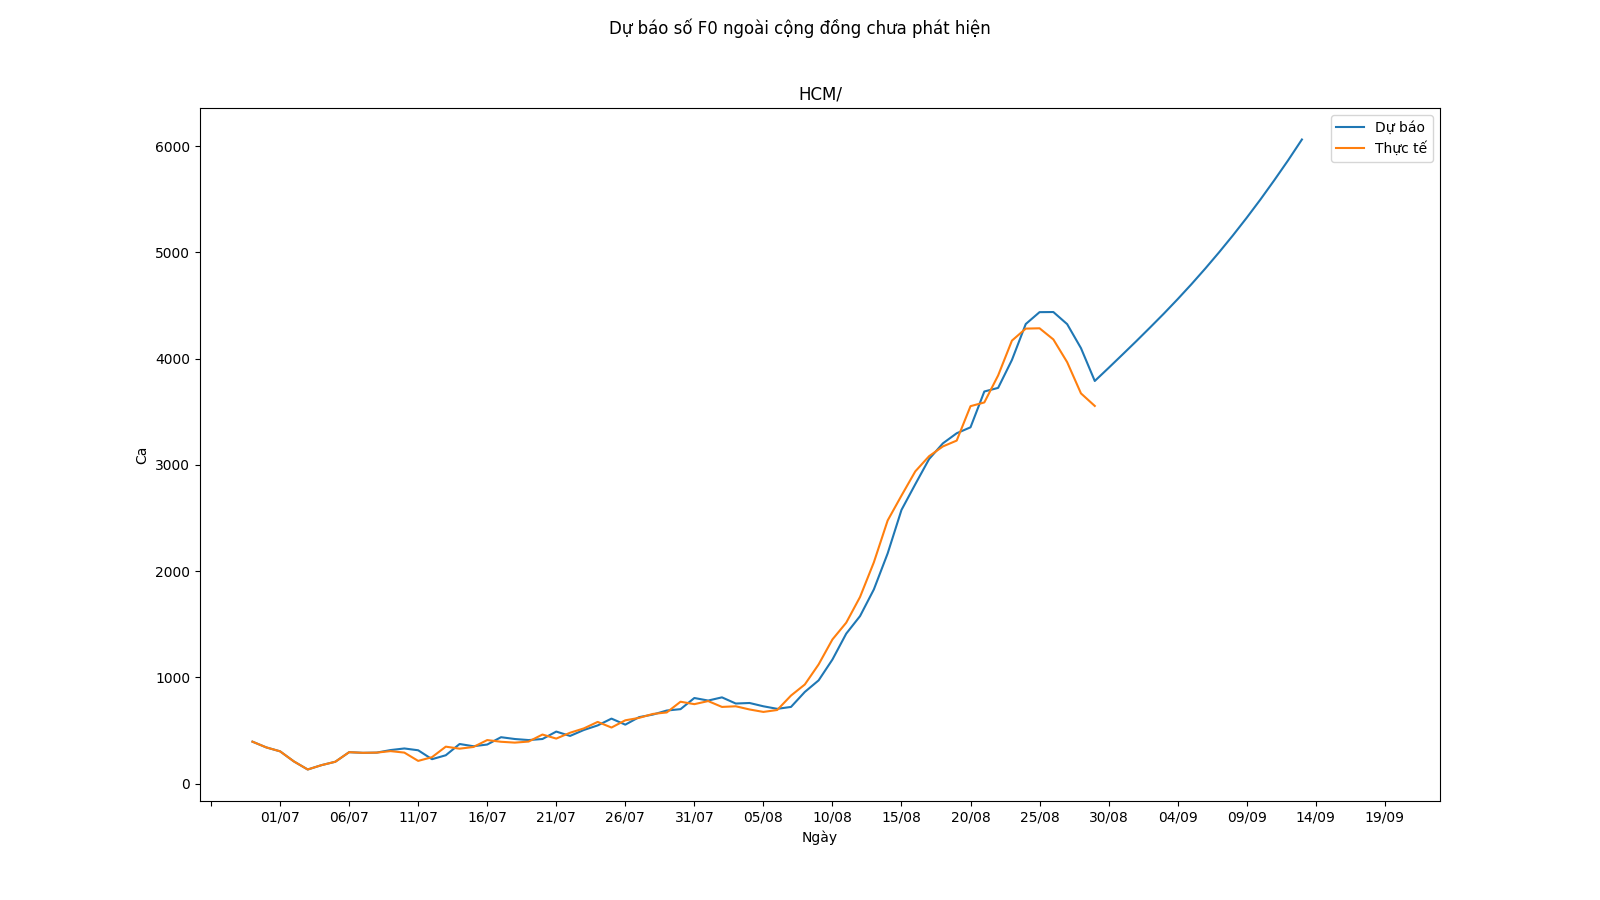 Dự báo số F0 ngoài cộng đồng chưa phát hiện
HCM/
Dự báo
Thực tế
6000
5000
4000
3000
2000
1000
0
Ca
01/07 06/07 11/07 16/07 21/07 26/07 31/07 05/08 10/08 15/08 20/08 25/08 30/08 04/09 09/09 14/09 19/09
Ngày